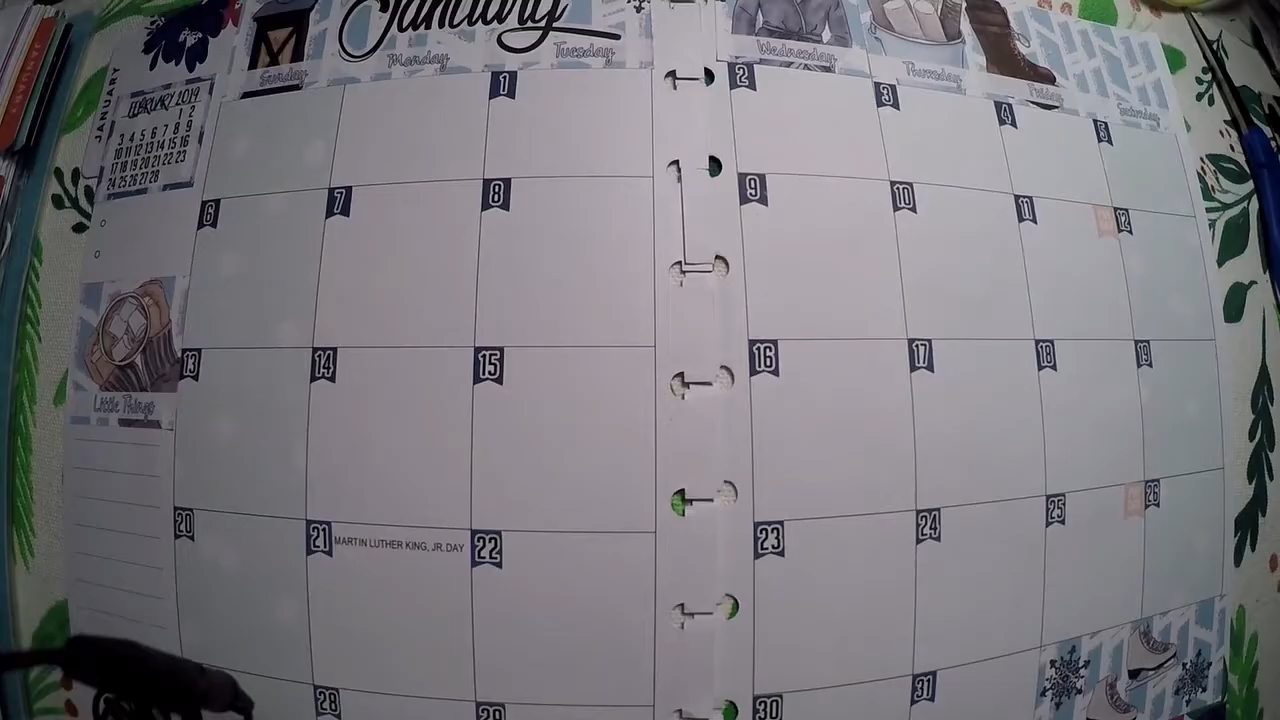 January
Sunday Monday Tuesday Wednesday Thursday Friday Saturday
JANUARY
FEBRUARY 2019
1 2
3 4 5 6 7 8 9
10 11 12 13 14 15 16
17 18 19 20 21 22 23
24 25 26 27 28
1 2 3 4 5
6 7 8 9 10 11 12
Little Things
13 14 15 16 17 18 19
20 21 MARTIN LUTHER KING, JR. DAY 22 23 24 25 26
28 29 30 31